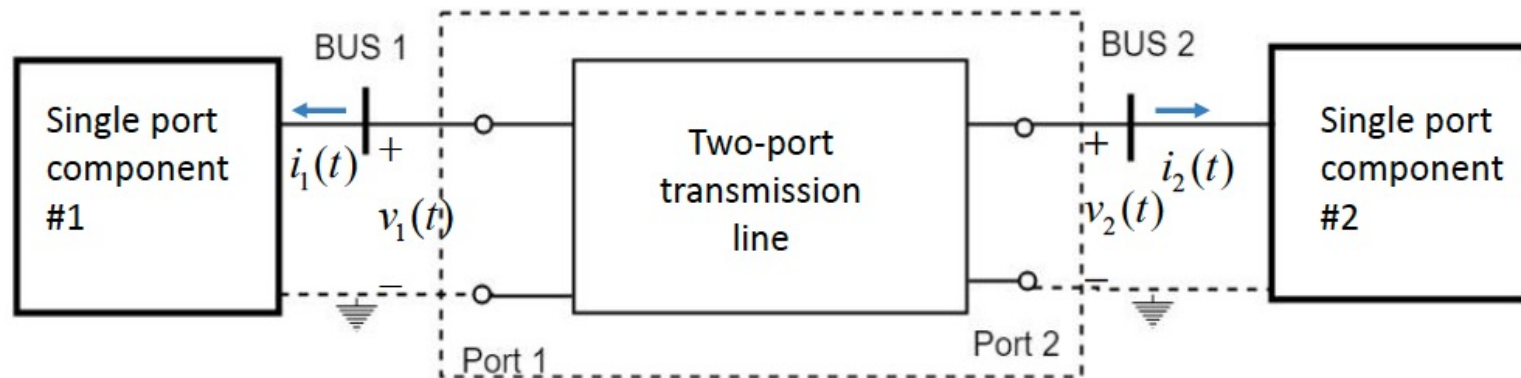 BUS 1
BUS 2
Single port
component
#1
i₁(t)
+
v₁(t)
−
Two-port
transmission
line
+
i₂(t)
v₂(t)
−
Single port
component
#2
Port 1
Port 2